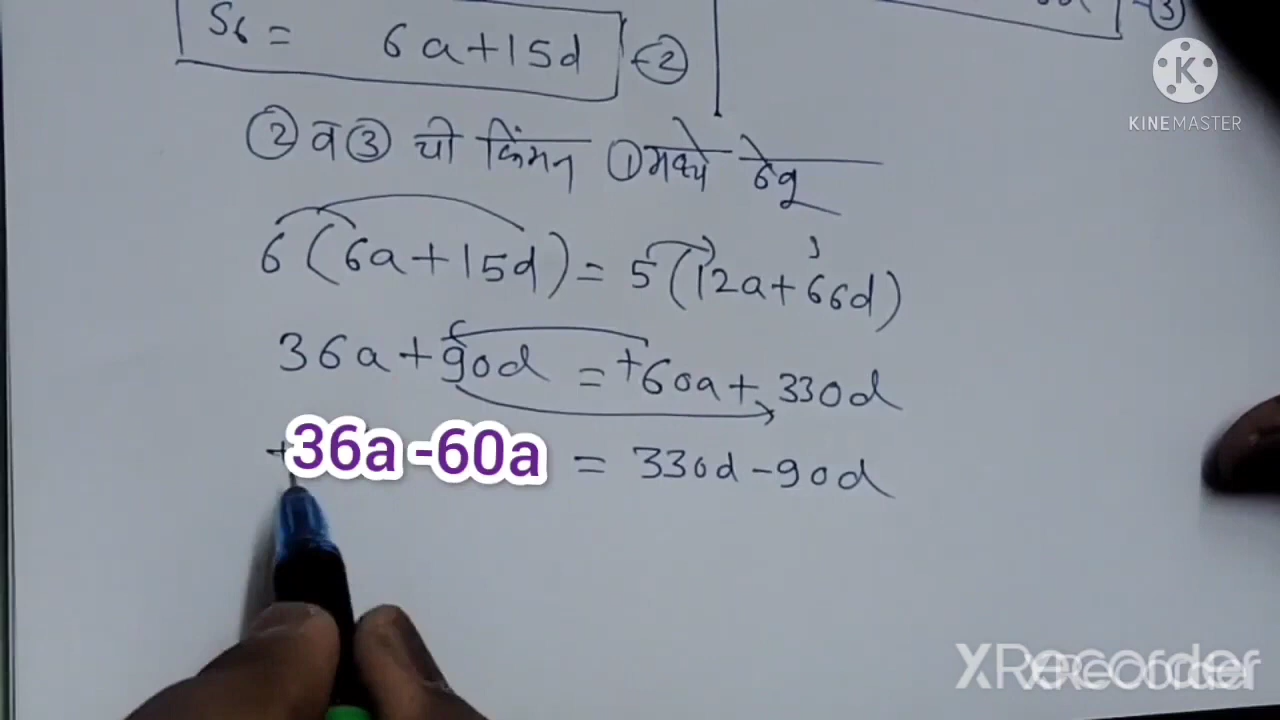 S6 = 6a+15d -②
-③
K
KINEMASTER
② व ③ ची किंमत ① मध्ये ठेवू
6(6a+15d) = 5(12a+66d)
36a+90d = +60a+330d
+36a -60a = 330d-90d
XRecorder